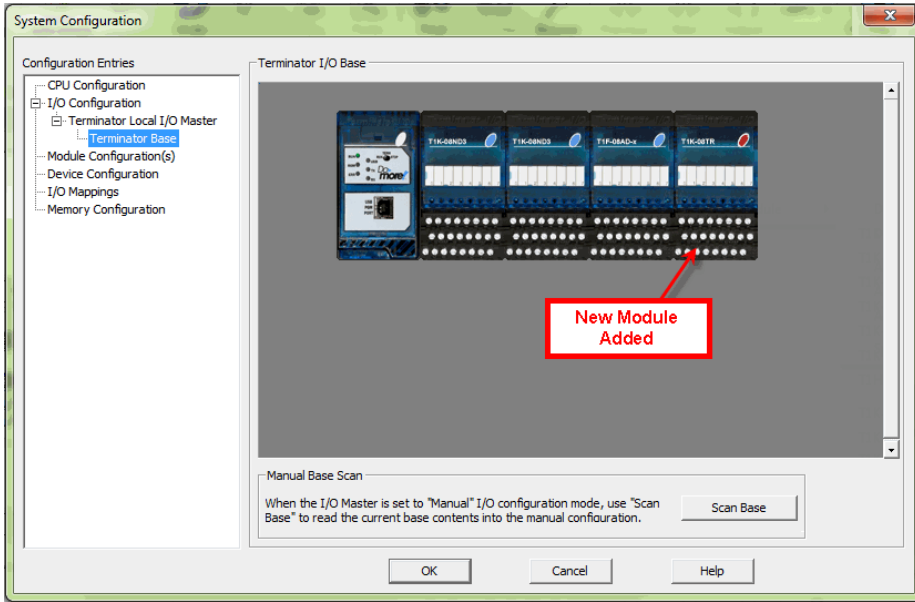 System Configuration
Configuration Entries
CPU Configuration
I/O Configuration
Terminator Local I/O Master
Terminator Base
Module Configuration(s)
Device Configuration
I/O Mappings
Memory Configuration
Terminator I/O Base
T1K-08ND3
T1K-08ND3
T1F-08AD-x
T1K-08TR
Do-more!
New Module
Added
Manual Base Scan
When the I/O Master is set to "Manual" I/O configuration mode, use "Scan
Base" to read the current base contents into the manual configuration.
Scan Base
OK
Cancel
Help